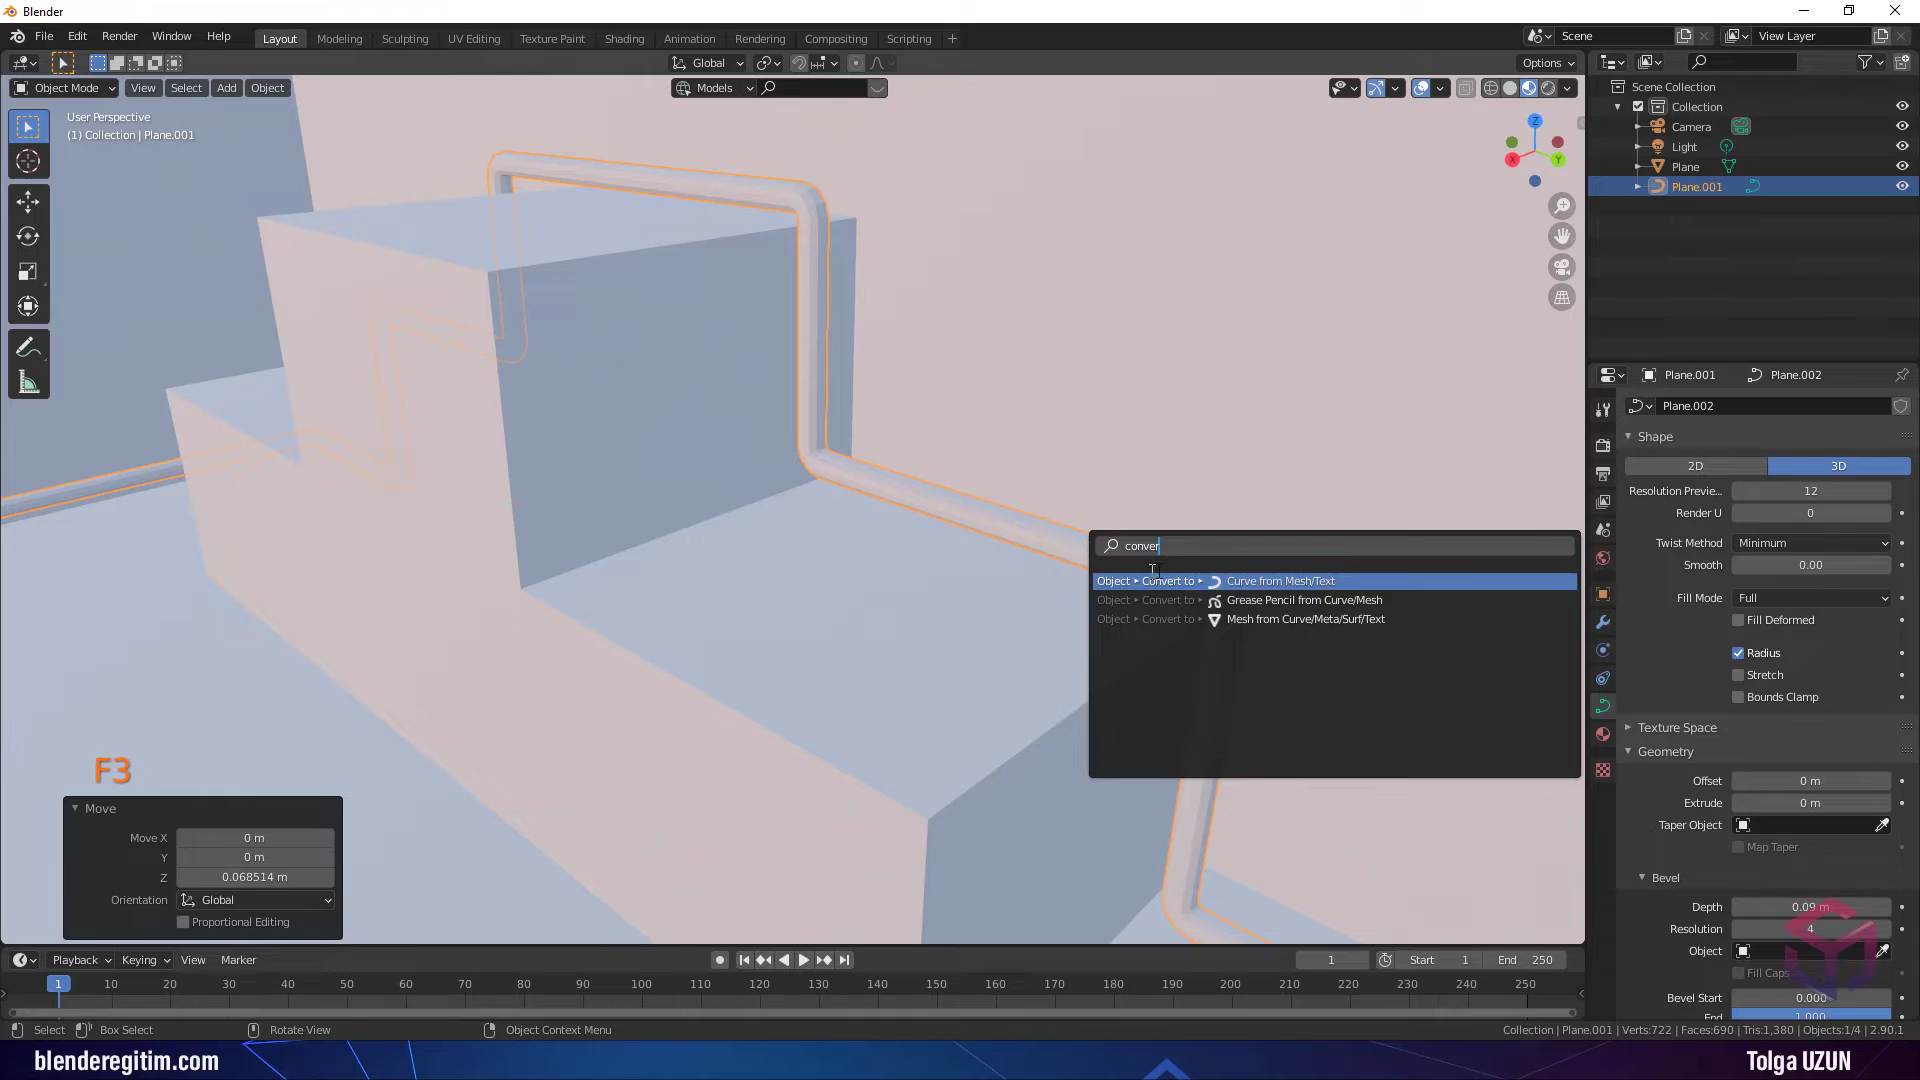 Blender
File Edit Render Window Help
Layout Modeling Sculpting UV Editing Texture Paint Shading Animation Rendering Compositing Scripting +
Scene
View Layer
Global
Options
Object Mode View Select Add Object
Models
User Perspective
(1) Collection | Plane.001
Z
X
Y
Scene Collection
Collection
Camera
Light
Plane
Plane.001
Plane.001
Plane.002
Plane.002
Shape
2D 3D
Resolution Previe... 12
Render U 0
Twist Method Minimum
Smooth 0.00
Fill Mode Full
Fill Deformed
Radius
Stretch
Bounds Clamp
Texture Space
Geometry
Offset 0 m
Extrude 0 m
Taper Object
Map Taper
Bevel
Depth 0.09 m
Resolution 4
Object
Fill Caps
Bevel Start 0.000
End 1.000
conver
Object Convert to Curve from Mesh/Text
Object Convert to Grease Pencil from Curve/Mesh
Object Convert to Mesh from Curve/Meta/Surf/Text
F3
Move
Move X 0 m
Y 0 m
Z 0.068514 m
Orientation Global
Proportional Editing
Playback Keying View Marker
1 Start 1 End 250
1 10 20 30 40 50 60 70 80 90 100 110 120 130 140 150 160 170 180 190 200 210 220 230 240 250
Select Box Select Rotate View Object Context Menu
Collection | Plane.001 | Verts:722 | Faces:690 | Tris:1,380 | Objects:1/4 | 2.90.1
blenderegitim.com
Tolga UZUN